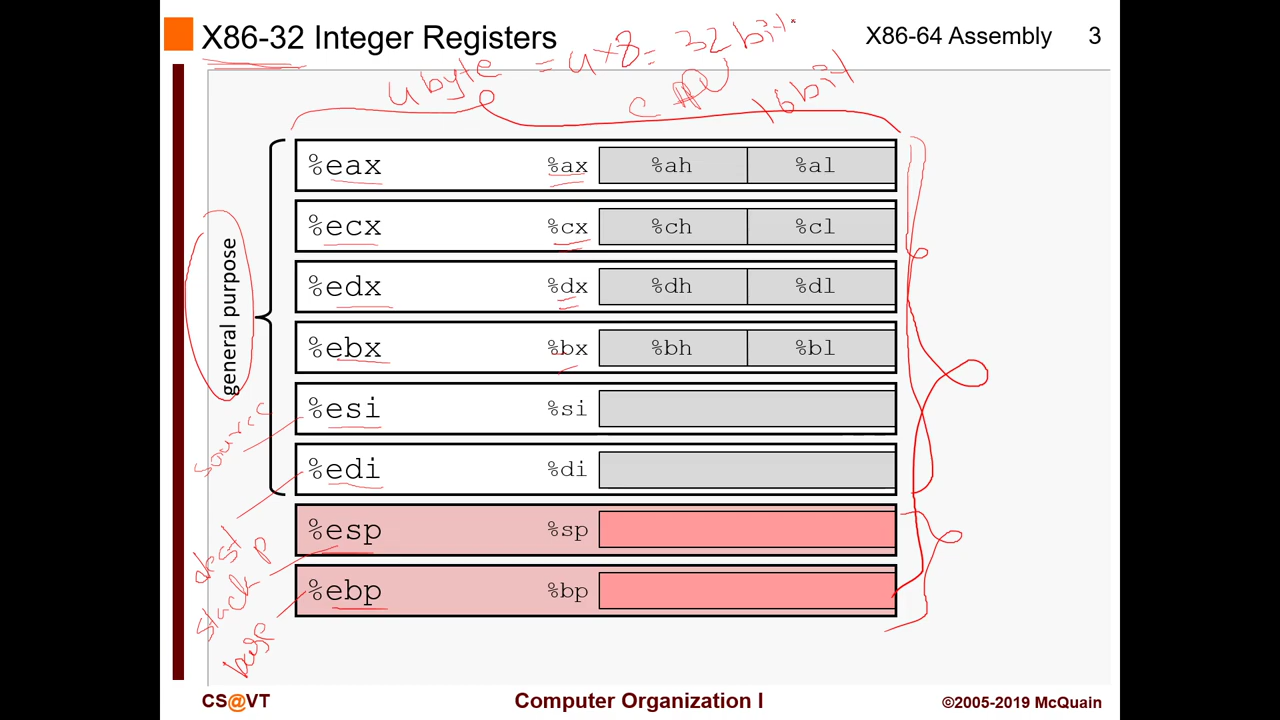 X86-32 Integer Registers
X86-64 Assembly 3
4 byte = 4x8 = 32 bit
16 bit
%eax %ax %ah %al
%ecx %cx %ch %cl
%edx %dx %dh %dl
%ebx %bx %bh %bl
%esi %si
%edi %di
%esp %sp
%ebp %bp
general purpose
source
dest
stack p
base
CS@VT Computer Organization I ©2005-2019 McQuain